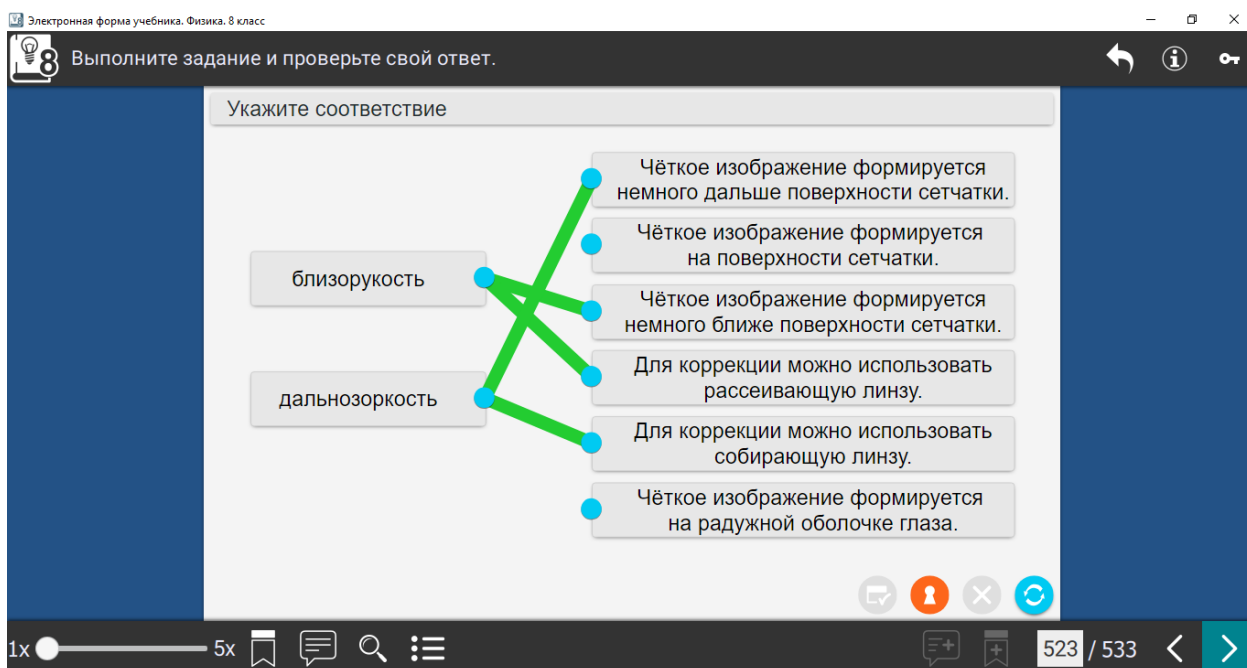 Электронная форма учебника. Физика. 8 класс
8
Выполните задание и проверьте свой ответ.
Укажите соответствие
Чёткое изображение формируется
немного дальше поверхности сетчатки.
Чёткое изображение формируется
на поверхности сетчатки.
близорукость
Чёткое изображение формируется
немного ближе поверхности сетчатки.
Для коррекции можно использовать
рассеивающую линзу.
дальнозоркость
Для коррекции можно использовать
собирающую линзу.
Чёткое изображение формируется
на радужной оболочке глаза.
1x
5x
523 / 533